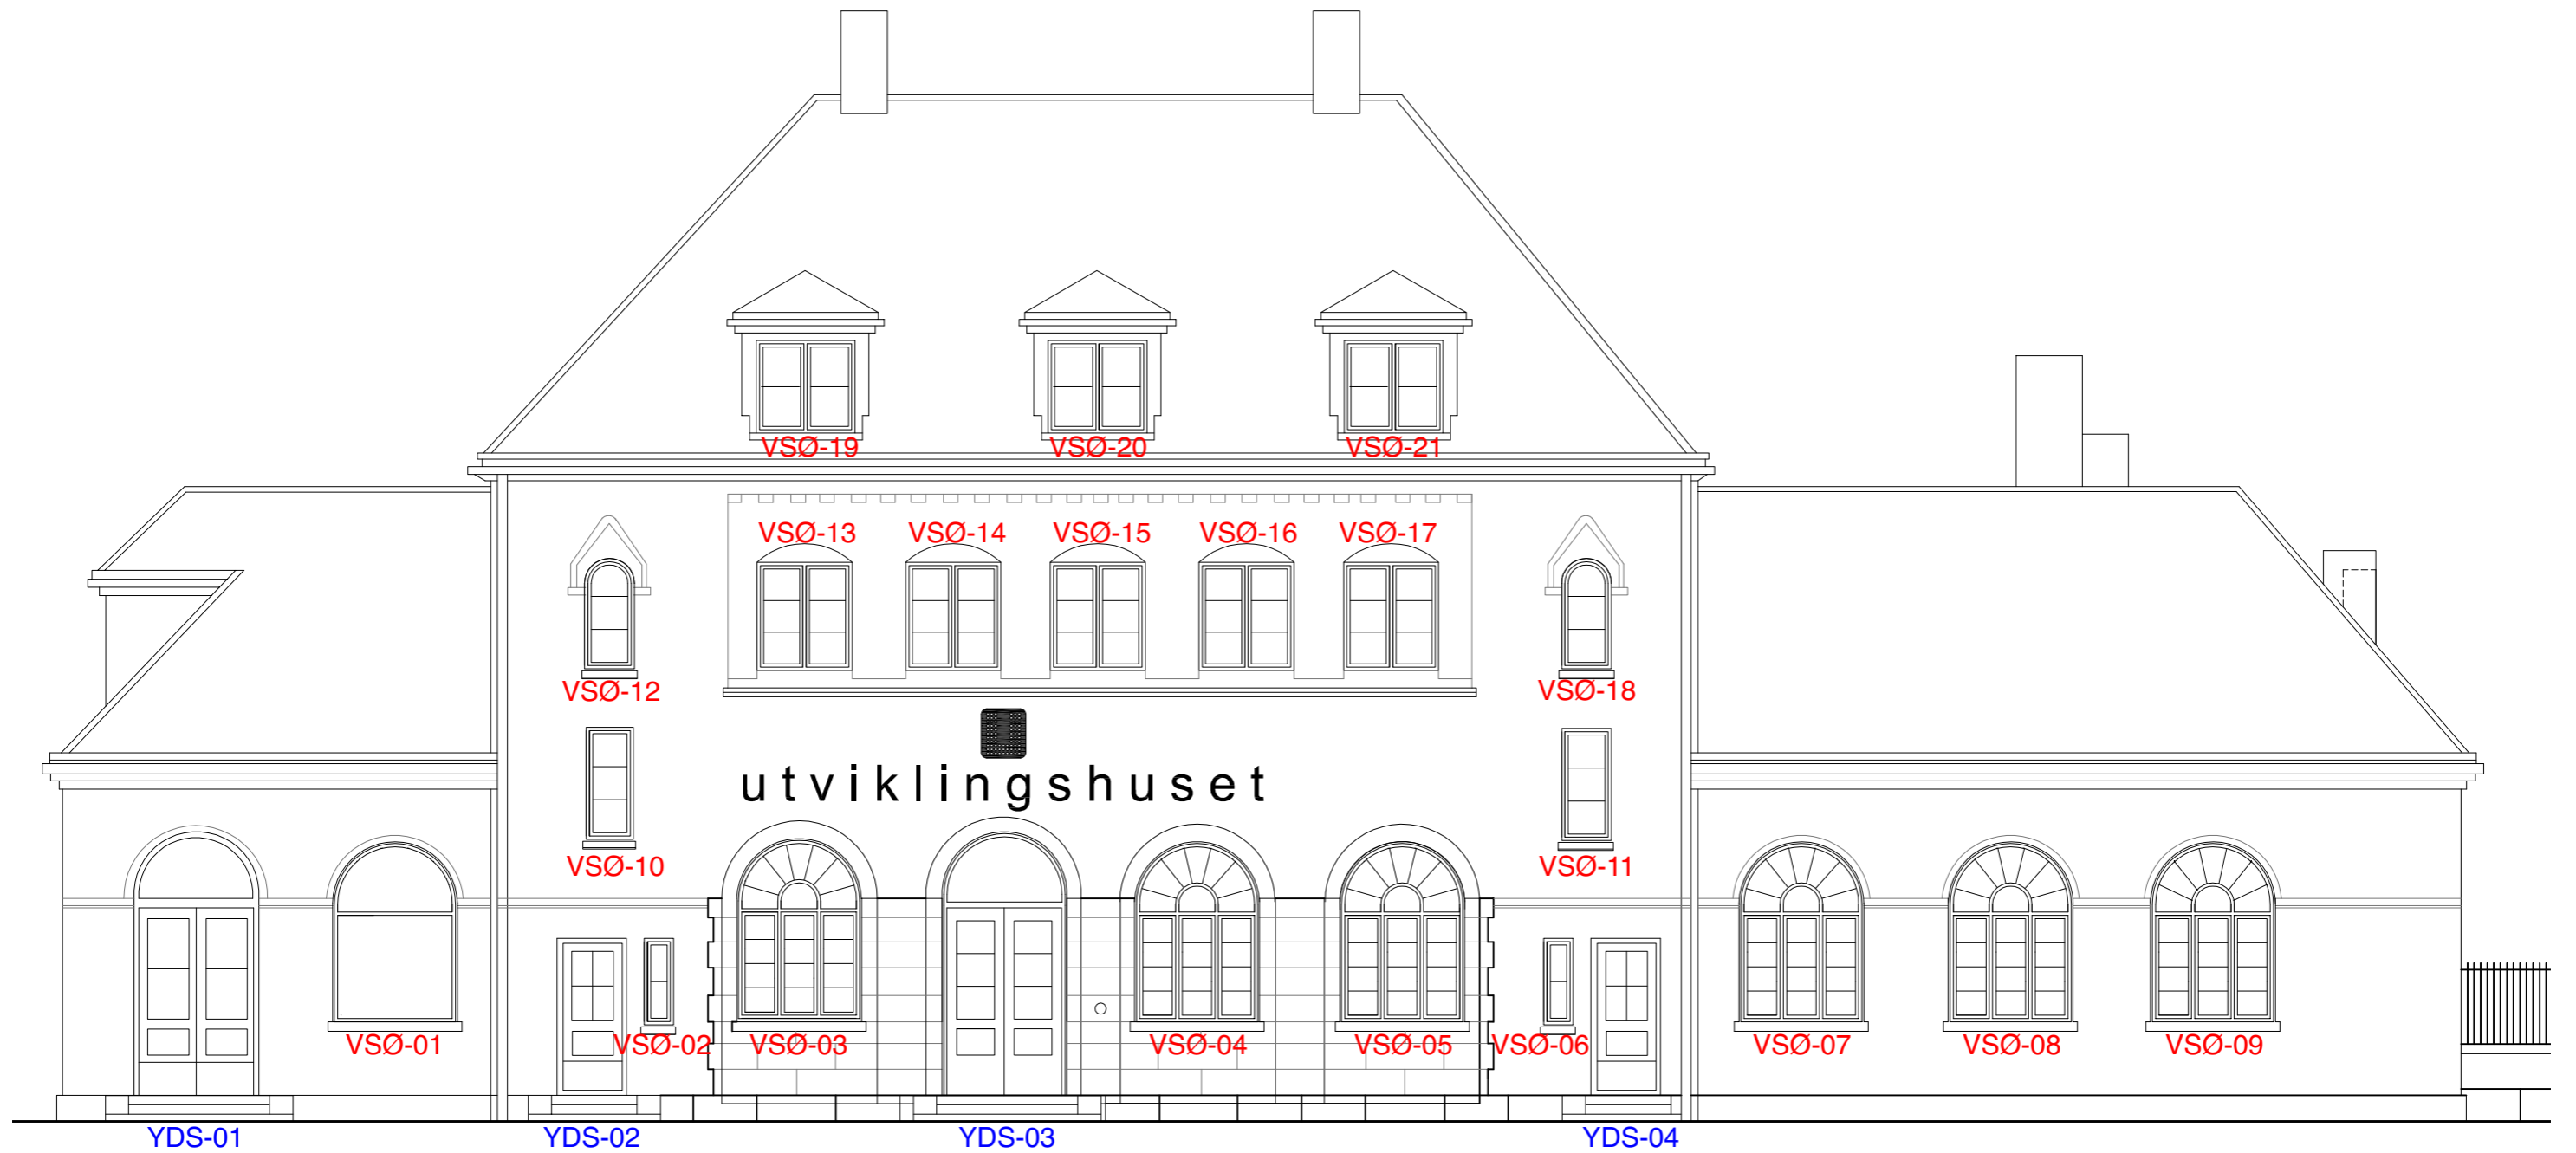 VSØ-19 VSØ-20 VSØ-21
VSØ-13 VSØ-14 VSØ-15 VSØ-16 VSØ-17
VSØ-12 VSØ-18
utviklingshuset
VSØ-10 VSØ-11
VSØ-01 VSØ-02 VSØ-03 VSØ-04 VSØ-05 VSØ-06 VSØ-07 VSØ-08 VSØ-09
YDS-01 YDS-02 YDS-03 YDS-04